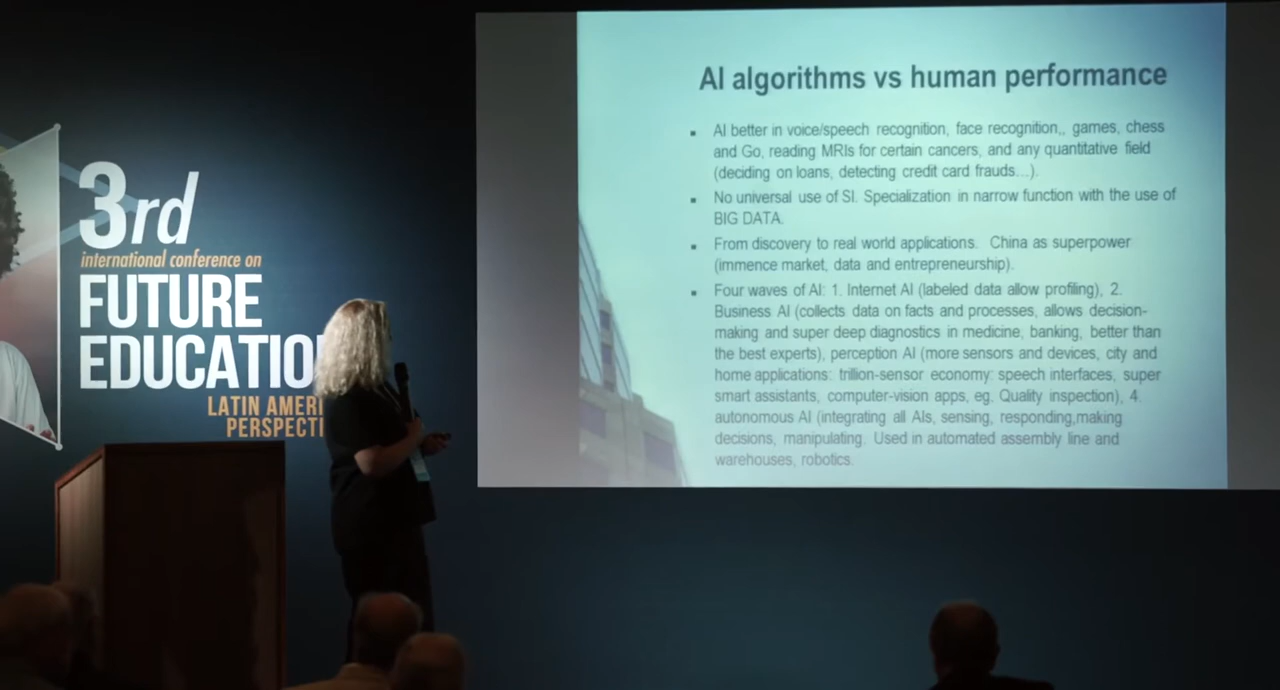 3rd
international conference on
FUTURE
EDUCATIO
LATIN AMERI
PERSPECTI
AI algorithms vs human performance
AI better in voice/speech recognition, face recognition,, games, chess
and Go, reading MRIs for certain cancers, and any quantitative field
(deciding on loans, detecting credit card frauds...).
No universal use of SI. Specialization in narrow function with the use of
BIG DATA.
From discovery to real world applications. China as superpower
(immence market, data and entrepreneurship).
Four waves of AI: 1. Internet AI (labeled data allow profiling), 2.
Business AI (collects data on facts and processes, allows decision-
making and super deep diagnostics in medicine, banking, better than
the best experts), perception AI (more sensors and devices, city and
home applications: trillion-sensor economy: speech interfaces, super
smart assistants, computer-vision apps, eg. Quality inspection), 4.
autonomous AI (integrating all AIs, sensing, responding,making
decisions, manipulating. Used in automated assembly line and
warehouses, robotics.